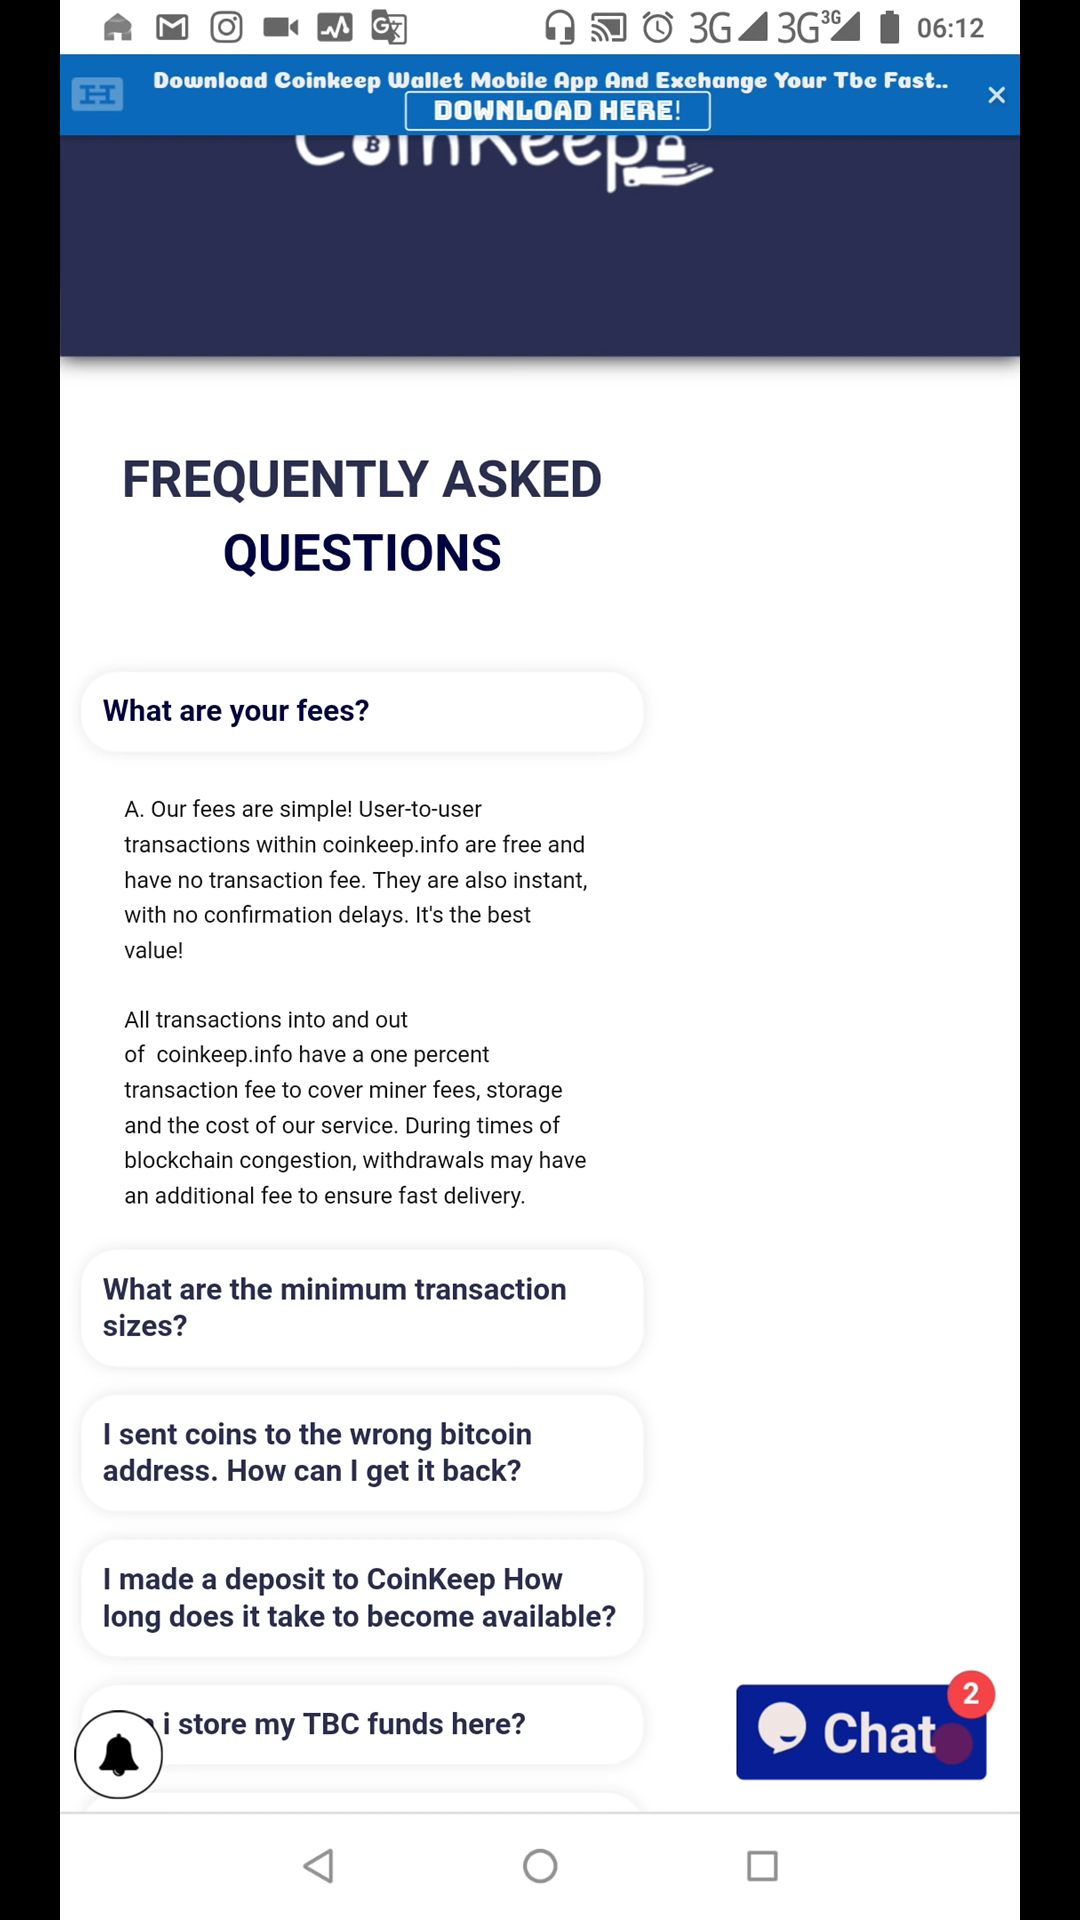 3G 3G 3G 06:12
Download Coinkeep Wallet Mobile App And Exchange Your Tbc Fast..
DOWNLOAD HERE!
CoinKeep
FREQUENTLY ASKED
QUESTIONS
What are your fees?
A. Our fees are simple! User-to-user
transactions within coinkeep.info are free and
have no transaction fee. They are also instant,
with no confirmation delays. It's the best
value!
All transactions into and out
of  coinkeep.info have a one percent
transaction fee to cover miner fees, storage
and the cost of our service. During times of
blockchain congestion, withdrawals may have
an additional fee to ensure fast delivery.
What are the minimum transaction
sizes?
I sent coins to the wrong bitcoin
address. How can I get it back?
I made a deposit to CoinKeep How
long does it take to become available?
i store my TBC funds here?
2
Chat